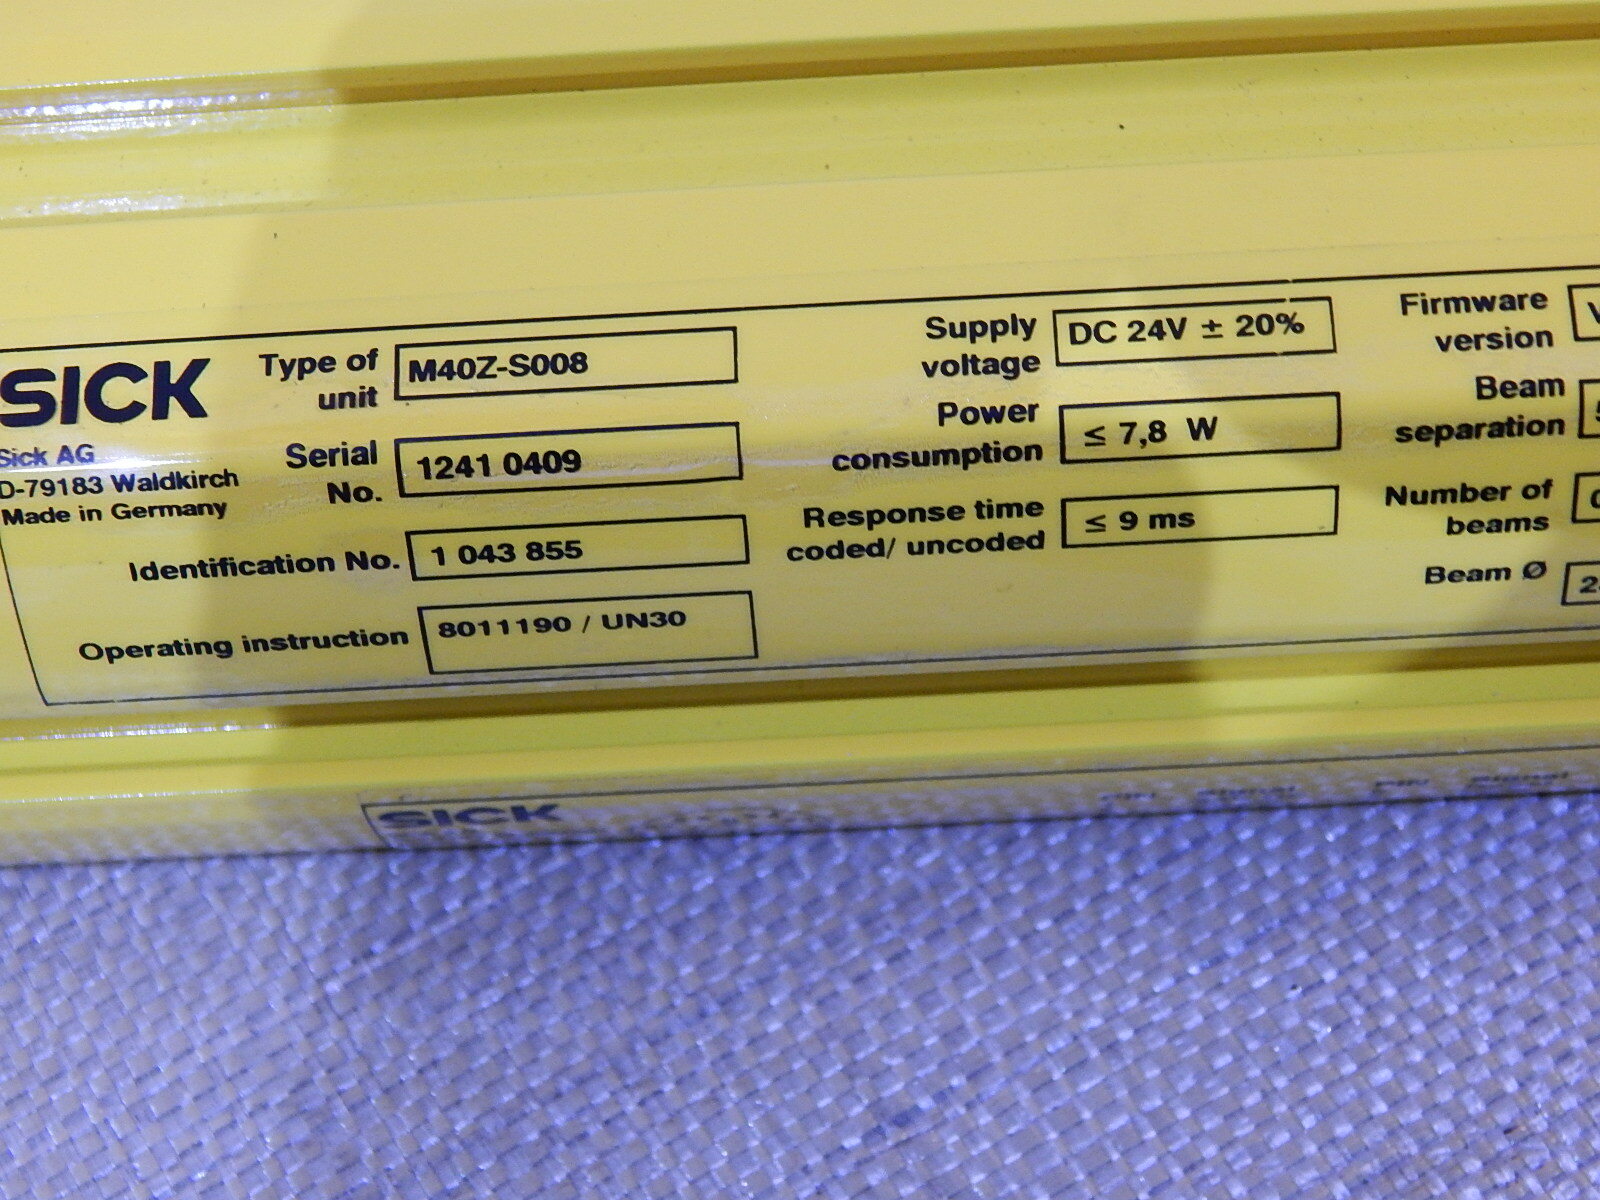 SICK
Sick AG
D-79183 Waldkirch
Made in Germany
Type of
unit
M40Z-S008
Serial
No.
1241 0409
Identification No.
1 043 855
Operating instruction
8011190 / UN30
Supply
voltage
DC 24V ± 20%
Power
consumption
≤ 7,8 W
Response time
coded/ uncoded
≤ 9 ms
Firmware
version
V
Beam
separation
Number of
beams
Beam Ø
2
SICK